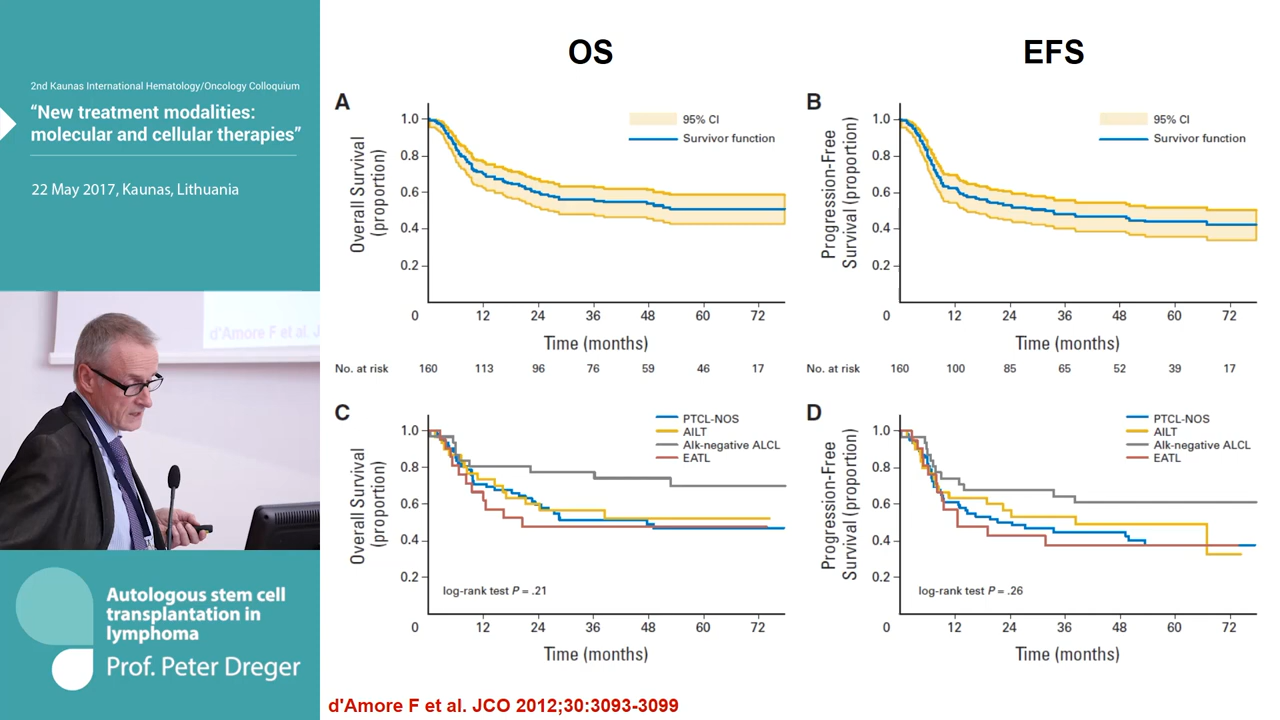 2nd Kaunas International Hematology/Oncology Colloquium
“New treatment modalities:
molecular and cellular therapies”
22 May 2017, Kaunas, Lithuania
d'Amore F et al. J
Autologous stem cell
transplantation in
lymphoma
Prof. Peter Dreger
OS
EFS
A
Overall Survival
(proportion)
1.0
0.8
0.6
0.4
0.2
95% CI
Survivor function
0 12 24 36 48 60 72
Time (months)
No. at risk 160 113 96 76 59 46 17
B
Progression-Free
Survival (proportion)
1.0
0.8
0.6
0.4
0.2
95% CI
Survivor function
0 12 24 36 48 60 72
Time (months)
No. at risk 160 100 85 65 52 39 17
C
Overall Survival
(proportion)
1.0
0.8
0.6
0.4
0.2
PTCL-NOS
AILT
Alk-negative ALCL
EATL
log-rank test P = .21
0 12 24 36 48 60 72
Time (months)
D
Progression-Free
Survival (proportion)
1.0
0.8
0.6
0.4
0.2
PTCL-NOS
AILT
Alk-negative ALCL
EATL
log-rank test P = .26
0 12 24 36 48 60 72
Time (months)
d'Amore F et al. JCO 2012;30:3093-3099